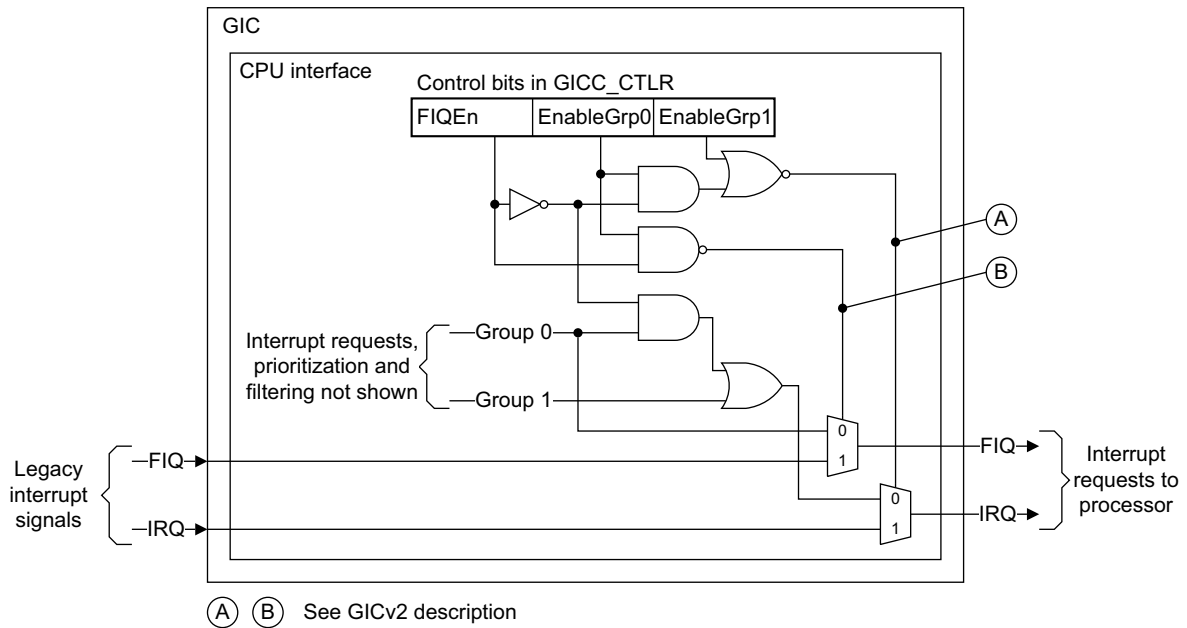 GIC
CPU interface
Control bits in GICC_CTLR
FIQEn EnableGrp0 EnableGrp1
A
B
Interrupt requests,
prioritization and
filtering not shown
Group 0
Group 1
Legacy
interrupt
signals
FIQ
IRQ
0
1
0
1
FIQ
IRQ
Interrupt
requests to
processor
A B See GICv2 description